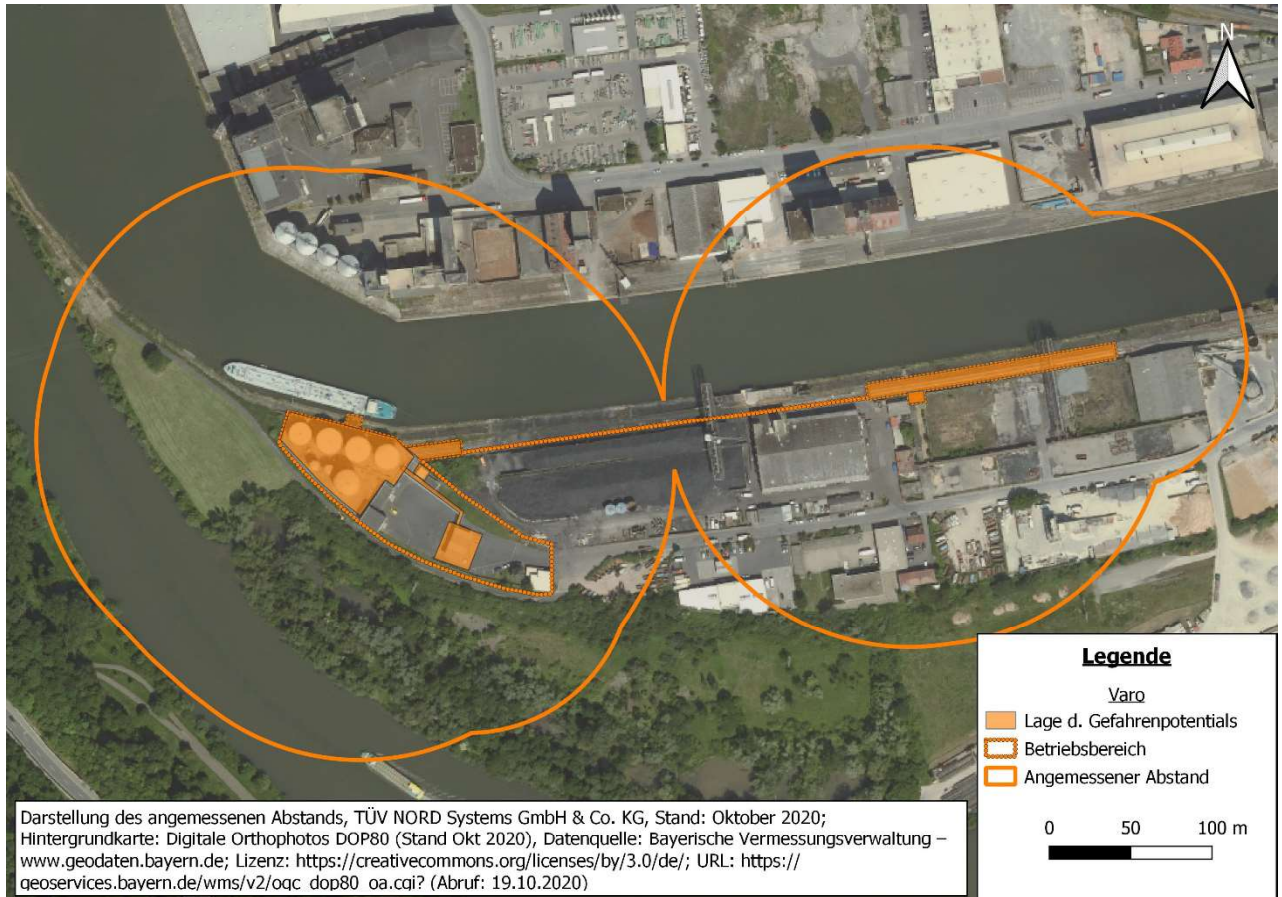 N
Legende
Varo
Lage d. Gefahrenpotentials
Betriebsbereich
Angemessener Abstand
0 50 100 m
Darstellung des angemessenen Abstands, TÜV NORD Systems GmbH & Co. KG, Stand: Oktober 2020;
Hintergrundkarte: Digitale Orthophotos DOP80 (Stand Okt 2020), Datenquelle: Bayerische Vermessungsverwaltung –
www.geodaten.bayern.de; Lizenz: https://creativecommons.org/licenses/by/3.0/de/; URL: https://
geoservices.bayern.de/wms/v2/ogc_dop80_oa.cgi? (Abruf: 19.10.2020)